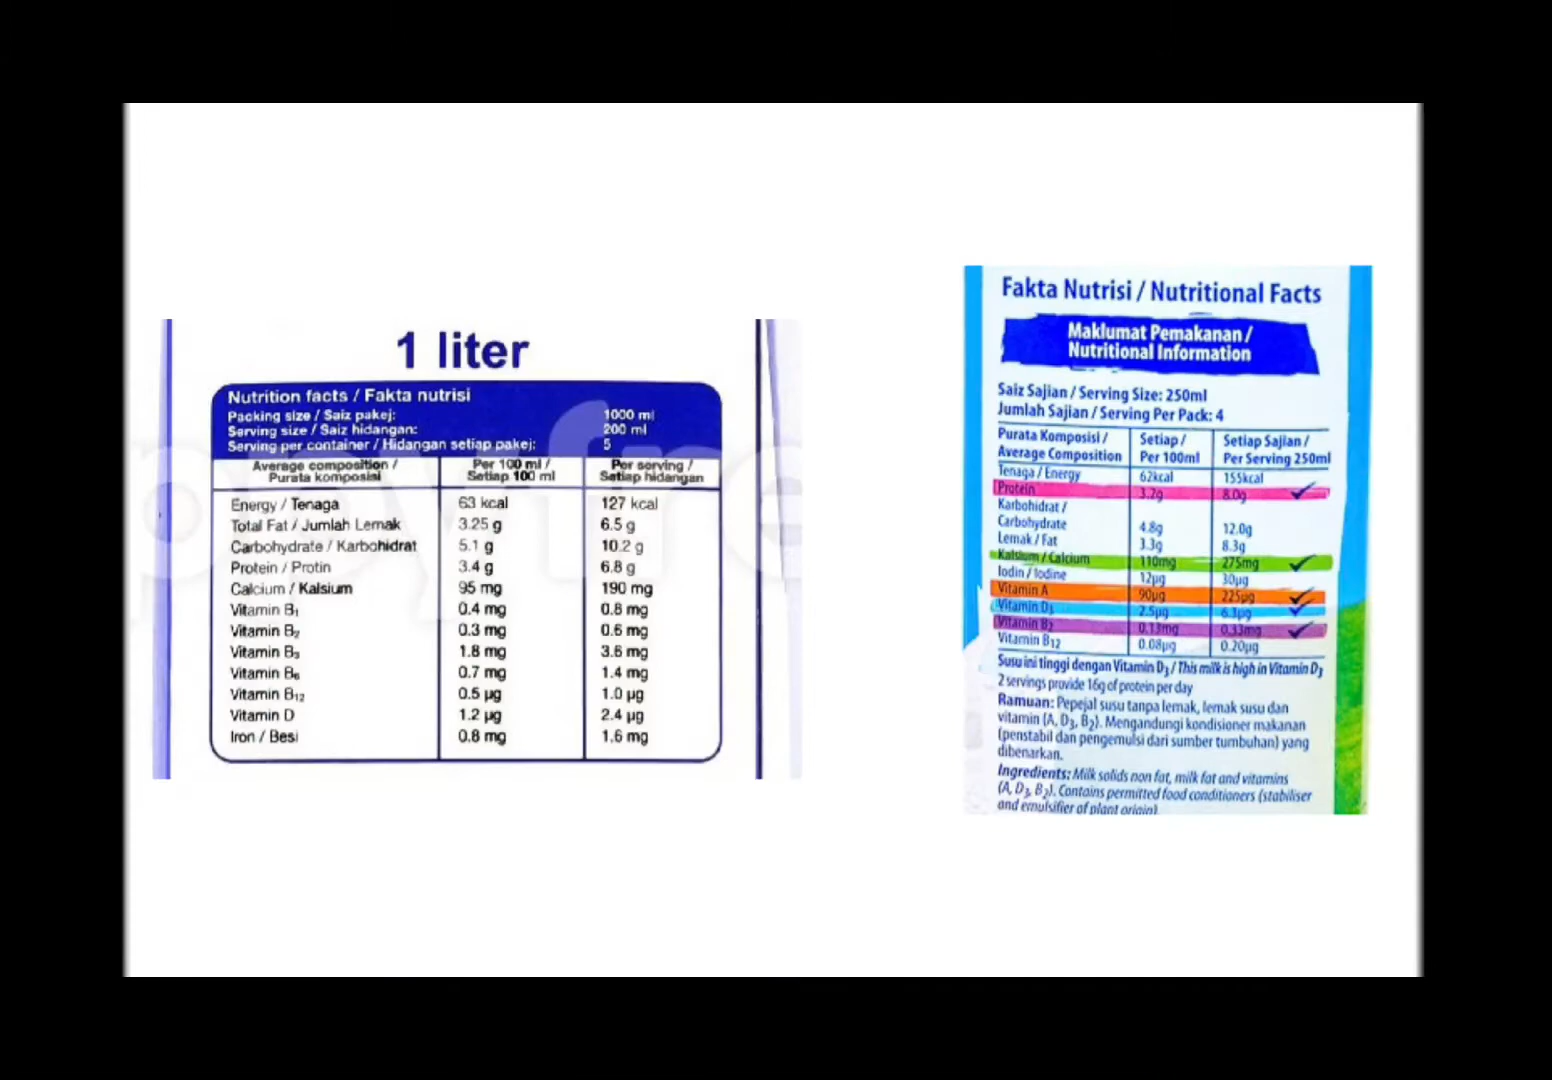 1 liter
Nutrition facts / Fakta nutrisi
Packing size / Saiz pakej: 1000 ml
Serving size / Saiz hidangan: 200 ml
Serving per container / Hidangan setiap pakej: 5
Average composition / Per 100 ml / Per serving /
Purata komposisi Setiap 100 ml Setiap hidangan
Energy / Tenaga 63 kcal 127 kcal
Total Fat / Jumlah Lemak 3.25 g 6.5 g
Carbohydrate / Karbohidrat 5.1 g 10.2 g
Protein / Protin 3.4 g 6.8 g
Calcium / Kalsium 95 mg 190 mg
Vitamin B₁ 0.4 mg 0.8 mg
Vitamin B₂ 0.3 mg 0.6 mg
Vitamin B₃ 1.8 mg 3.6 mg
Vitamin B₆ 0.7 mg 1.4 mg
Vitamin B₁₂ 0.5 µg 1.0 µg
Vitamin D 1.2 µg 2.4 µg
Iron / Besi 0.8 mg 1.6 mg
Fakta Nutrisi / Nutritional Facts
Maklumat Pemakanan /
Nutritional Information
Saiz Sajian / Serving Size: 250ml
Jumlah Sajian / Serving Per Pack: 4
Purata Komposisi / Setiap / Setiap Sajian /
Average Composition Per 100ml Per Serving 250ml
Tenaga / Energy 62kcal 155kcal
Protein 3.2g 8.0g
Karbohidrat /
Carbohydrate 4.8g 12.0g
Lemak / Fat 3.3g 8.3g
Kalsium / Calcium 110mg 275mg
Iodin / Iodine 12µg 30µg
Vitamin A 90µg 225µg
Vitamin D₃ 2.5µg 6.3µg
Vitamin B₂ 0.13mg 0.33mg
Vitamin B₁₂ 0.08µg 0.20µg
Susu ini tinggi dengan Vitamin D₃ / This milk is high in Vitamin D₃
2 servings provide 16g of protein per day
Ramuan: Pepejal susu tanpa lemak, lemak susu dan
vitamin (A, D₃, B₂). Mengandungi kondisioner makanan
(penstabil dan pengemulsi dari sumber tumbuhan) yang
dibenarkan.
Ingredients: Milk solids non fat, milk fat and vitamins
(A, D₃, B₂). Contains permitted food conditioners (stabiliser
and emulsifier of plant origin)